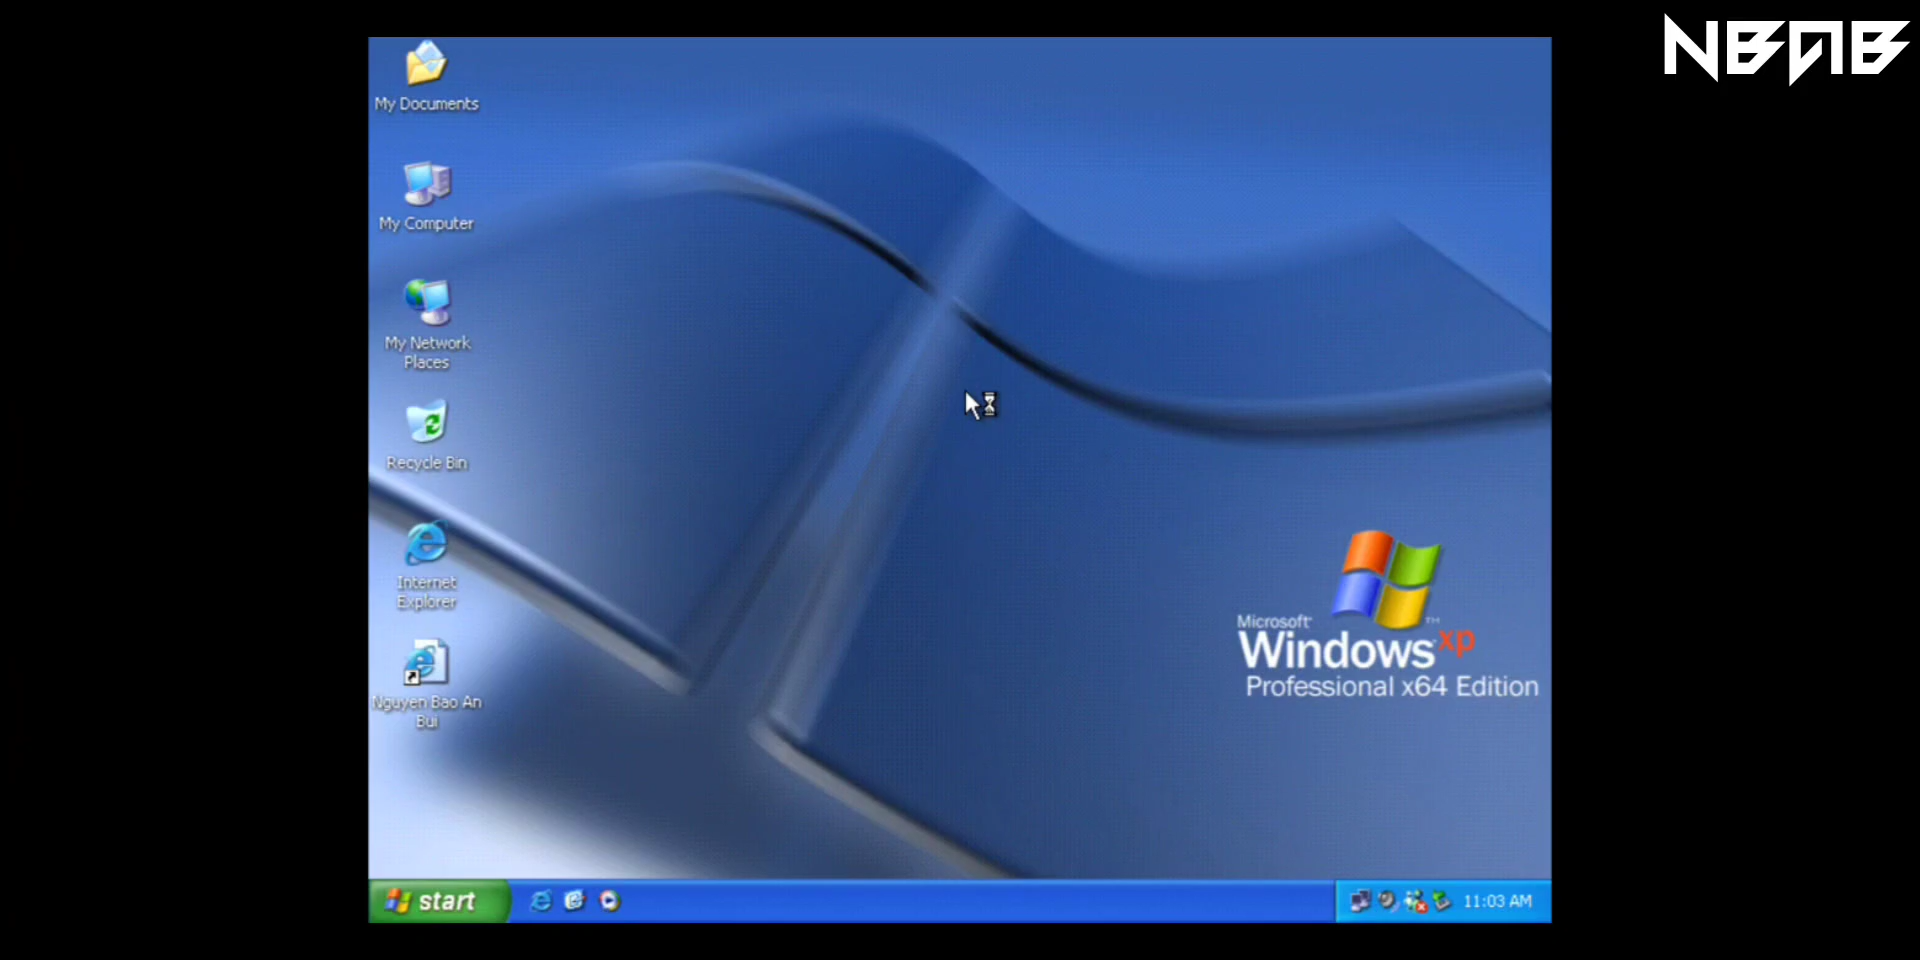 NBAB
My Documents
My Computer
My Network
Places
Recycle Bin
Internet
Explorer
Nguyen Bao An
Bui
Microsoft
Windows xp
TM
Professional x64 Edition
start
11:03 AM